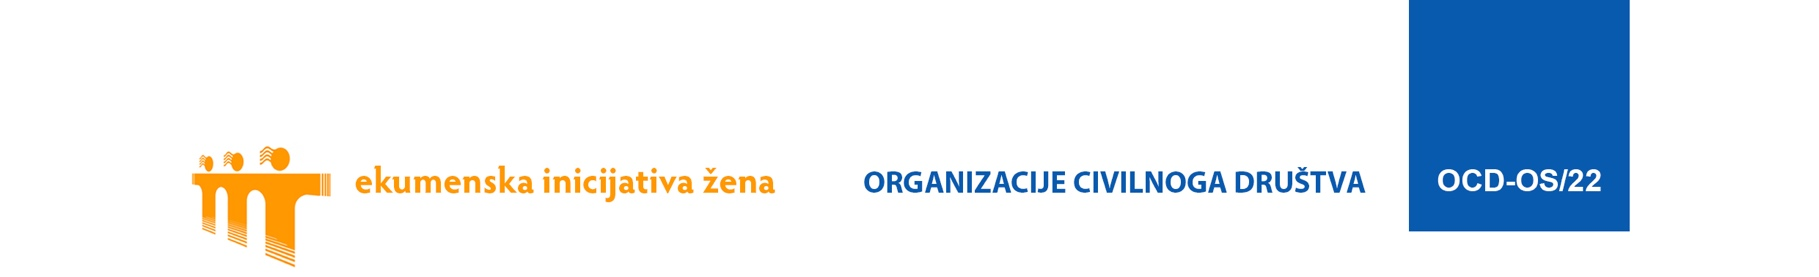 ekumenska inicijativa žena
ORGANIZACIJE CIVILNOGA DRUŠTVA
OCD-OS/22